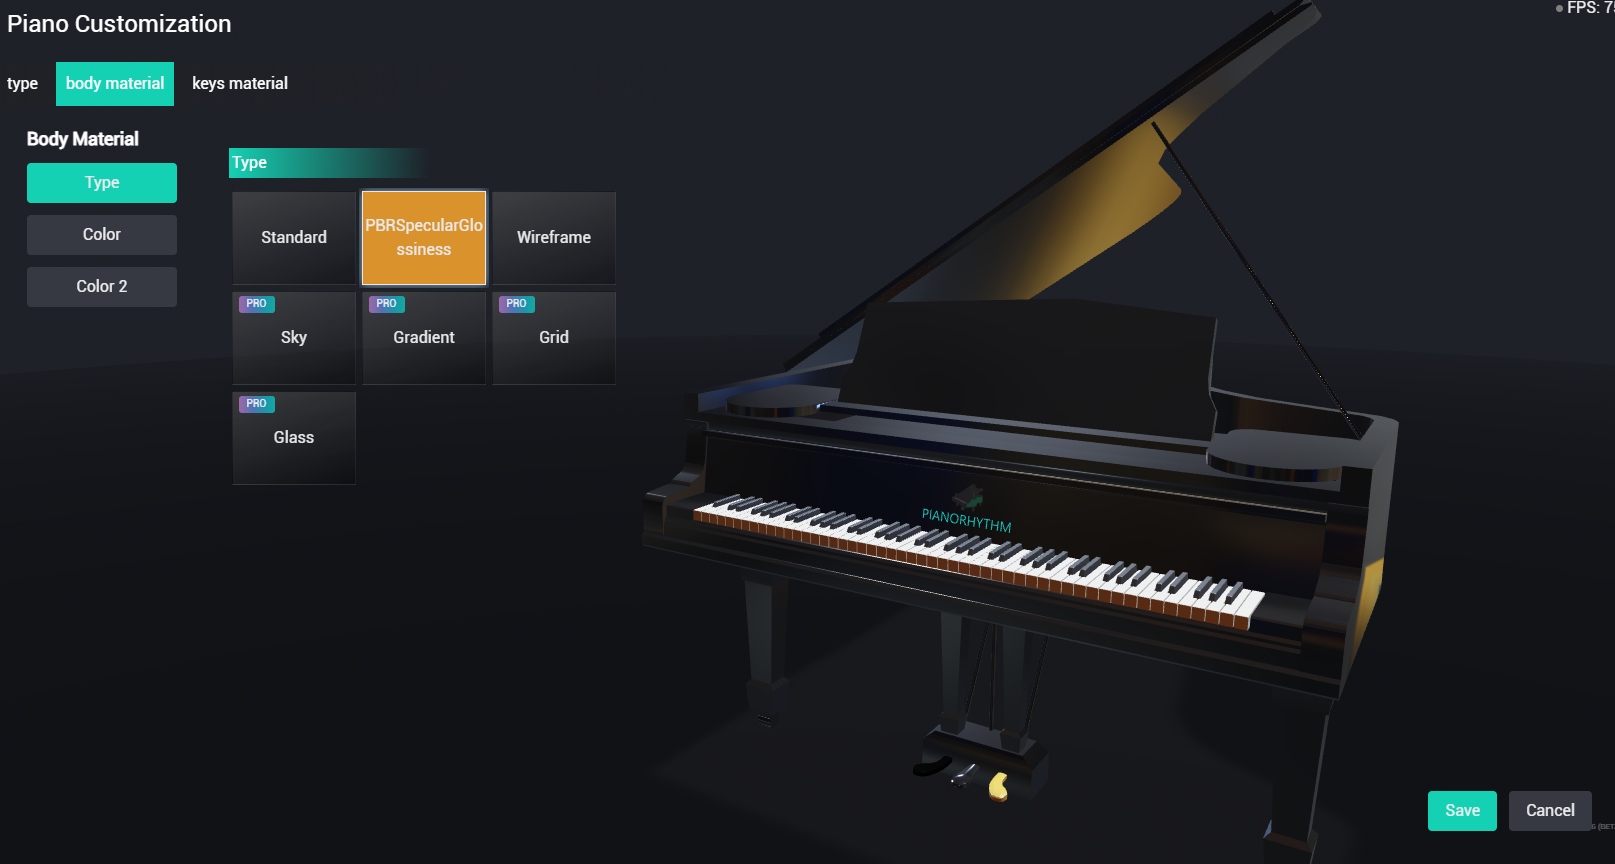 Piano Customization
FPS: 75
type
body material
keys material
Body Material
Type
Color
Color 2
Type
Standard
PBRSpecularGlo
ssiness
Wireframe
PRO
Sky
PRO
Gradient
PRO
Grid
PRO
Glass
PIANORHYTHM
Save
Cancel